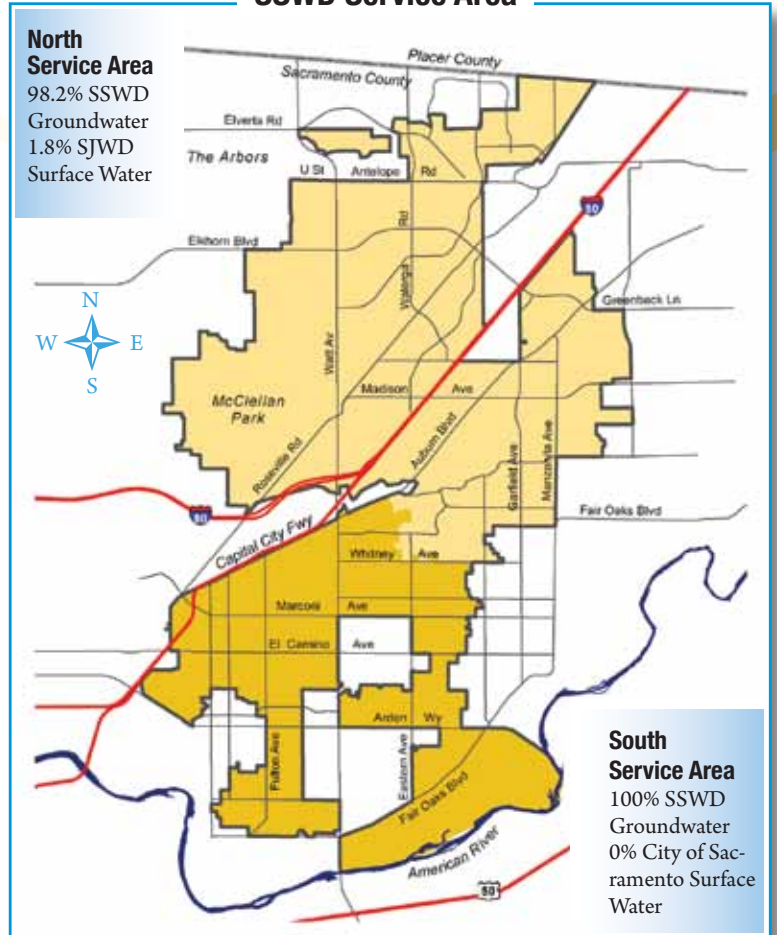 SSWD Service Area
North
Service Area
98.2% SSWD
Groundwater
1.8% SJWD
Surface Water
Placer County
Sacramento County
Elverta Rd
The Arbors
U St
Antelope Rd
Elkhorn Blvd
N
W E
S
80
Greenback Ln
Walerga Rd
Watt Av
McClellan
Park
Madison Ave
Auburn Blvd
Roseville Rd
Garfield Ave
Manzanita Ave
80
Capital City Fwy
Fair Oaks Blvd
Whitney Ave
Marconi Ave
El Camino Ave
Arden Wy
Fulton Ave
Eastern Ave
Fair Oaks Blvd
American River
50
South
Service Area
100% SSWD
Groundwater
0% City of Sac-
ramento Surface
Water